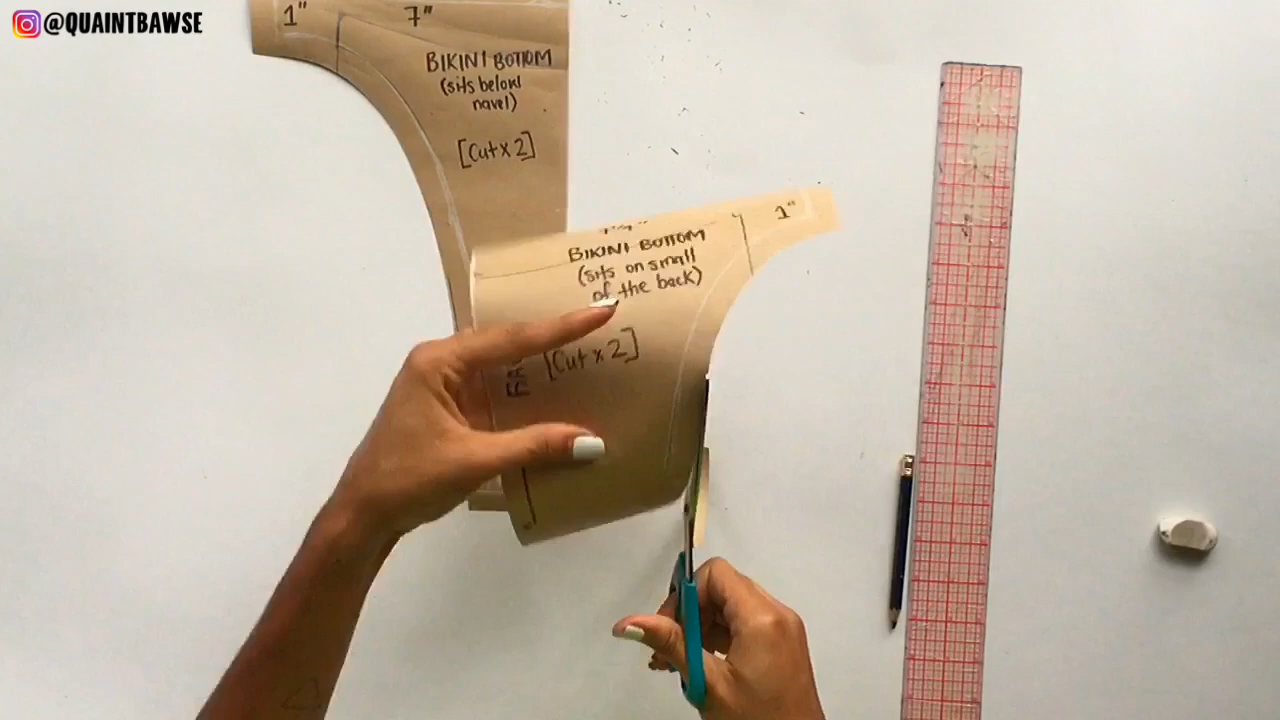 @QUAINTBAWSE
1" 7"
BIKINI BOTTOM
(sits below
navel)
[Cut x 2]
1"
BIKINI BOTTOM
(sits on small
of the back)
[Cut x 2]